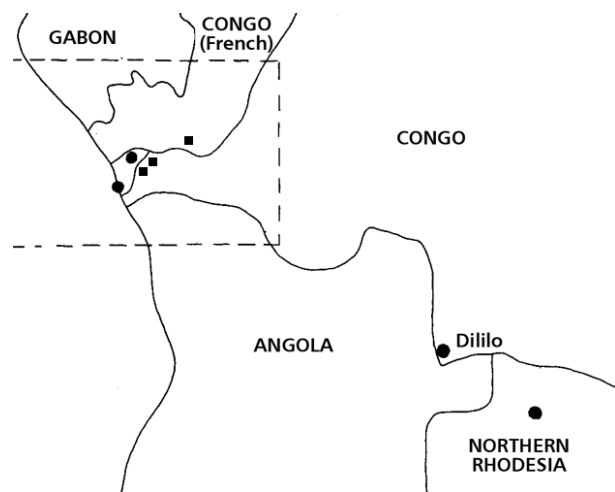 GABON
CONGO
(French)
CONGO
ANGOLA
Dililo
NORTHERN
RHODESIA